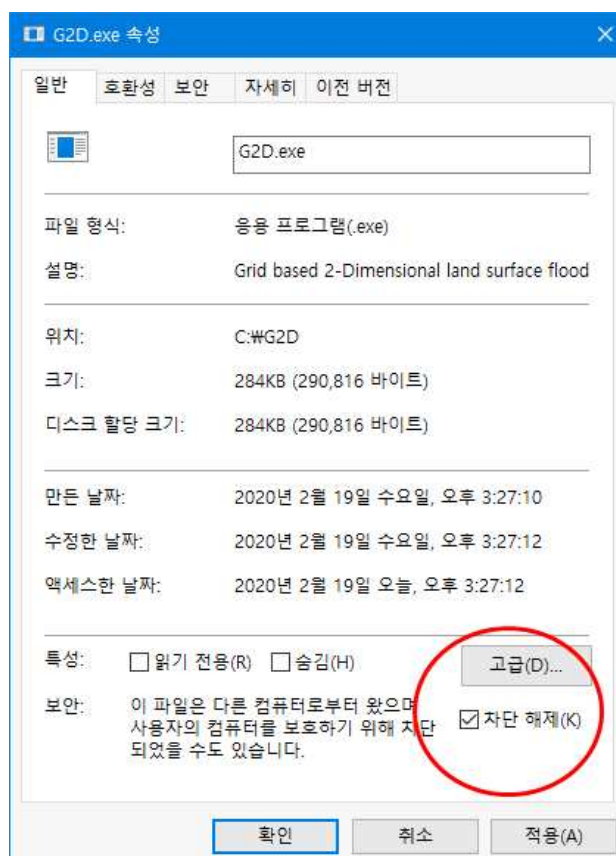 G2D.exe 속성
일반 호환성 보안 자세히 이전 버전
G2D.exe
파일 형식: 응용 프로그램(.exe)
설명: Grid based 2-Dimensional land surface flood
위치: C:₩G2D
크기: 284KB (290,816 바이트)
디스크 할당 크기: 284KB (290,816 바이트)
만든 날짜: 2020년 2월 19일 수요일, 오후 3:27:10
수정한 날짜: 2020년 2월 19일 수요일, 오후 3:27:12
액세스한 날짜: 2020년 2월 19일 오늘, 오후 3:27:12
특성: 읽기 전용(R) 숨김(H) 고급(D)...
보안: 이 파일은 다른 컴퓨터로부터 왔으며
사용자의 컴퓨터를 보호하기 위해 차단 차단 해제(K)
되었을 수도 있습니다.
확인 취소 적용(A)